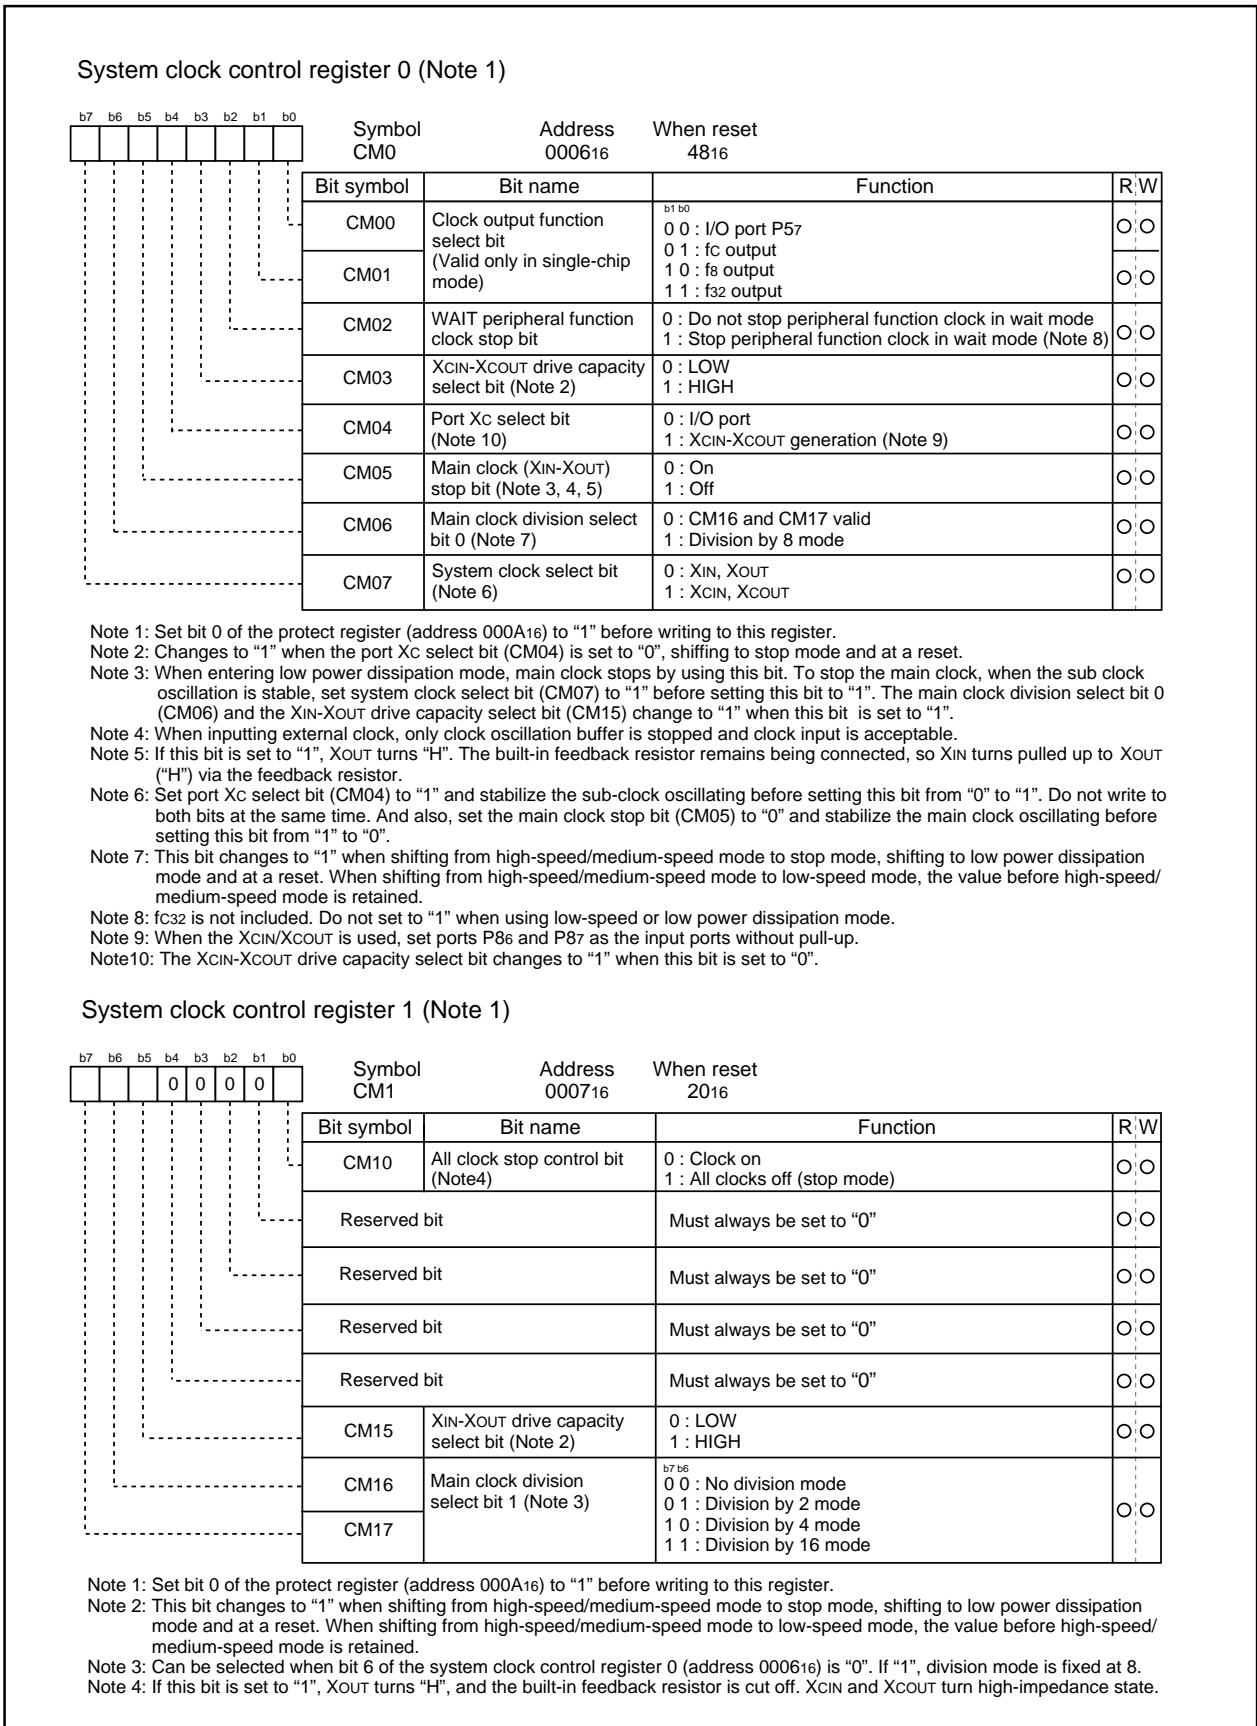 System clock control register 0 (Note 1)
b7 b6 b5 b4 b3 b2 b1 b0
Symbol Address When reset
CM0 000616 4816
Bit symbol Bit name Function R W
CM00 Clock output function select bit (Valid only in single-chip mode)
b1 b0
0 0 : I/O port P57
0 1 : fC output
1 0 : f8 output
1 1 : f32 output
CM01
CM02 WAIT peripheral function clock stop bit
0 : Do not stop peripheral function clock in wait mode
1 : Stop peripheral function clock in wait mode (Note 8)
CM03 XCIN-XCOUT drive capacity select bit (Note 2)
0 : LOW
1 : HIGH
CM04 Port XC select bit (Note 10)
0 : I/O port
1 : XCIN-XCOUT generation (Note 9)
CM05 Main clock (XIN-XOUT) stop bit (Note 3, 4, 5)
0 : On
1 : Off
CM06 Main clock division select bit 0 (Note 7)
0 : CM16 and CM17 valid
1 : Division by 8 mode
CM07 System clock select bit (Note 6)
0 : XIN, XOUT
1 : XCIN, XCOUT
Note 1: Set bit 0 of the protect register (address 000A16) to “1” before writing to this register.
Note 2: Changes to “1” when the port XC select bit (CM04) is set to “0”, shiffing to stop mode and at a reset.
Note 3: When entering low power dissipation mode, main clock stops by using this bit. To stop the main clock, when the sub clock
oscillation is stable, set system clock select bit (CM07) to “1” before setting this bit to “1”. The main clock division select bit 0
(CM06) and the XIN-XOUT drive capacity select bit (CM15) change to “1” when this bit is set to “1”.
Note 4: When inputting external clock, only clock oscillation buffer is stopped and clock input is acceptable.
Note 5: If this bit is set to “1”, XOUT turns “H”. The built-in feedback resistor remains being connected, so XIN turns pulled up to XOUT
(“H”) via the feedback resistor.
Note 6: Set port XC select bit (CM04) to “1” and stabilize the sub-clock oscillating before setting this bit from “0” to “1”. Do not write to
both bits at the same time. And also, set the main clock stop bit (CM05) to “0” and stabilize the main clock oscillating before
setting this bit from “1” to “0”.
Note 7: This bit changes to “1” when shifting from high-speed/medium-speed mode to stop mode, shifting to low power dissipation
mode and at a reset. When shifting from high-speed/medium-speed mode to low-speed mode, the value before high-speed/
medium-speed mode is retained.
Note 8: fC32 is not included. Do not set to “1” when using low-speed or low power dissipation mode.
Note 9: When the XCIN/XCOUT is used, set ports P86 and P87 as the input ports without pull-up.
Note10: The XCIN-XCOUT drive capacity select bit changes to “1” when this bit is set to “0”.
System clock control register 1 (Note 1)
b7 b6 b5 b4 b3 b2 b1 b0
0 0 0 0
Symbol Address When reset
CM1 000716 2016
Bit symbol Bit name Function R W
CM10 All clock stop control bit (Note4)
0 : Clock on
1 : All clocks off (stop mode)
Reserved bit Must always be set to “0”
Reserved bit Must always be set to “0”
Reserved bit Must always be set to “0”
Reserved bit Must always be set to “0”
CM15 XIN-XOUT drive capacity select bit (Note 2)
0 : LOW
1 : HIGH
CM16 Main clock division select bit 1 (Note 3)
b7 b6
0 0 : No division mode
0 1 : Division by 2 mode
1 0 : Division by 4 mode
1 1 : Division by 16 mode
CM17
Note 1: Set bit 0 of the protect register (address 000A16) to “1” before writing to this register.
Note 2: This bit changes to “1” when shifting from high-speed/medium-speed mode to stop mode, shifting to low power dissipation
mode and at a reset. When shifting from high-speed/medium-speed mode to low-speed mode, the value before high-speed/
medium-speed mode is retained.
Note 3: Can be selected when bit 6 of the system clock control register 0 (address 000616) is “0”. If “1”, division mode is fixed at 8.
Note 4: If this bit is set to “1”, XOUT turns “H”, and the built-in feedback resistor is cut off. XCIN and XCOUT turn high-impedance state.